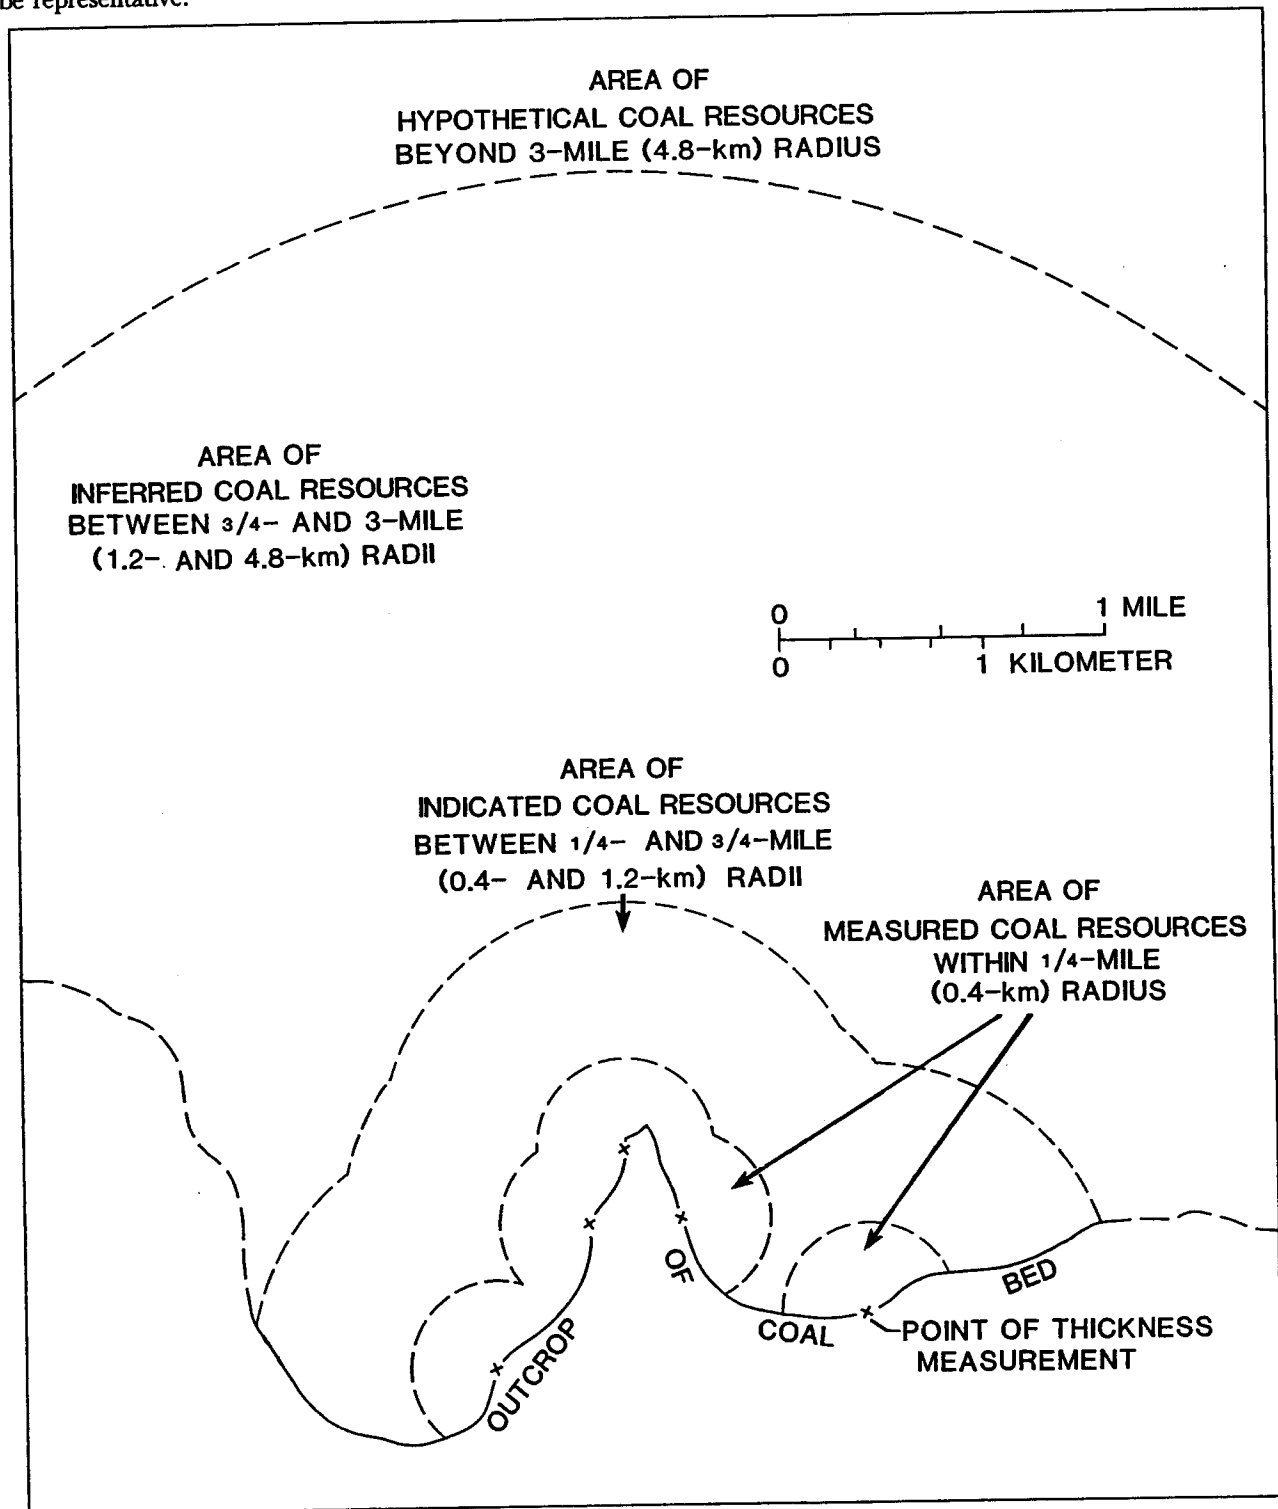 be representative.
AREA OF
HYPOTHETICAL COAL RESOURCES
BEYOND 3-MILE (4.8-km) RADIUS
AREA OF
INFERRED COAL RESOURCES
BETWEEN 3/4- AND 3-MILE
(1.2- AND 4.8-km) RADII
0 1 MILE
0 1 KILOMETER
AREA OF
INDICATED COAL RESOURCES
BETWEEN 1/4- AND 3/4-MILE
(0.4- AND 1.2-km) RADII
AREA OF
MEASURED COAL RESOURCES
WITHIN 1/4-MILE
(0.4-km) RADIUS
OUTCROP OF COAL BED
POINT OF THICKNESS
MEASUREMENT